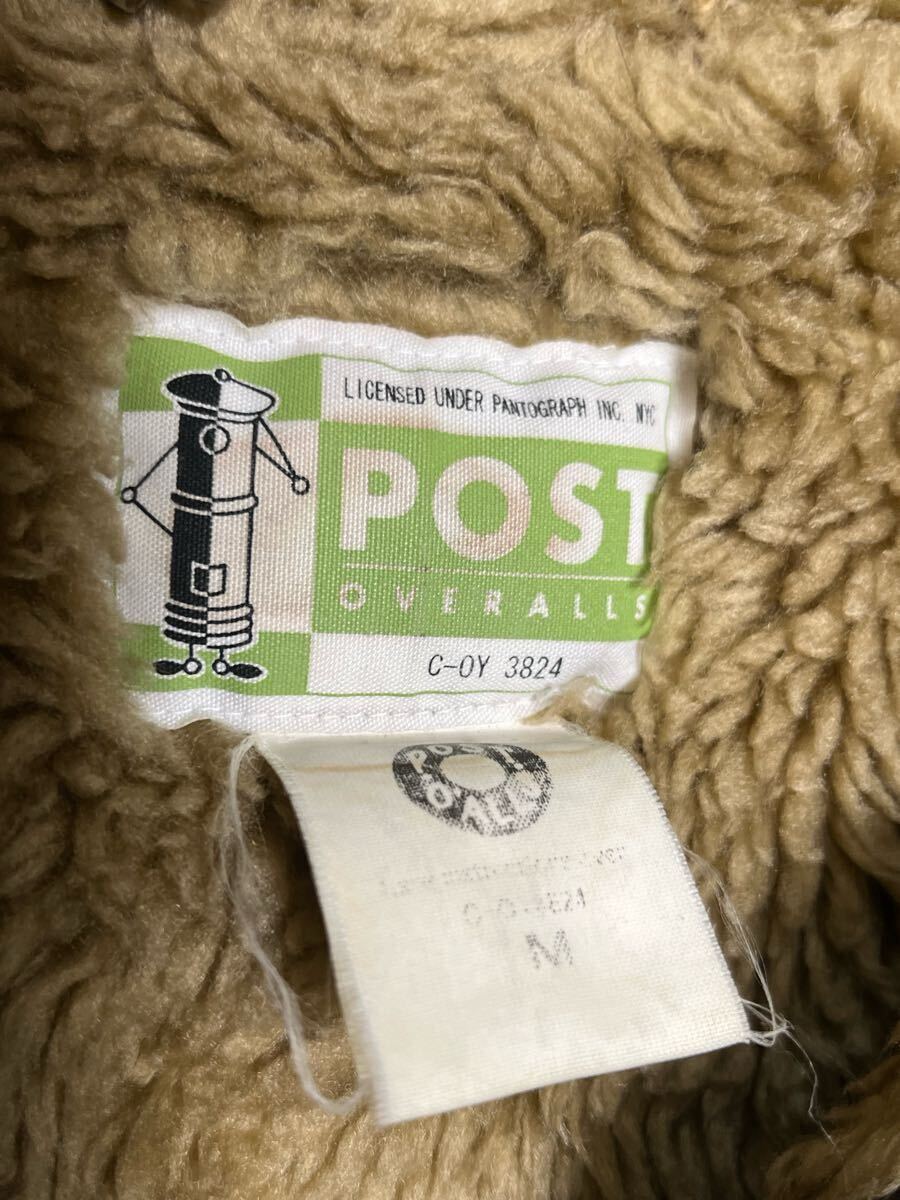 LICENSED UNDER PANTOGRAPH INC. NYC
POST
OVERALLS
C-OY 3824
POST
O'ALLS
M